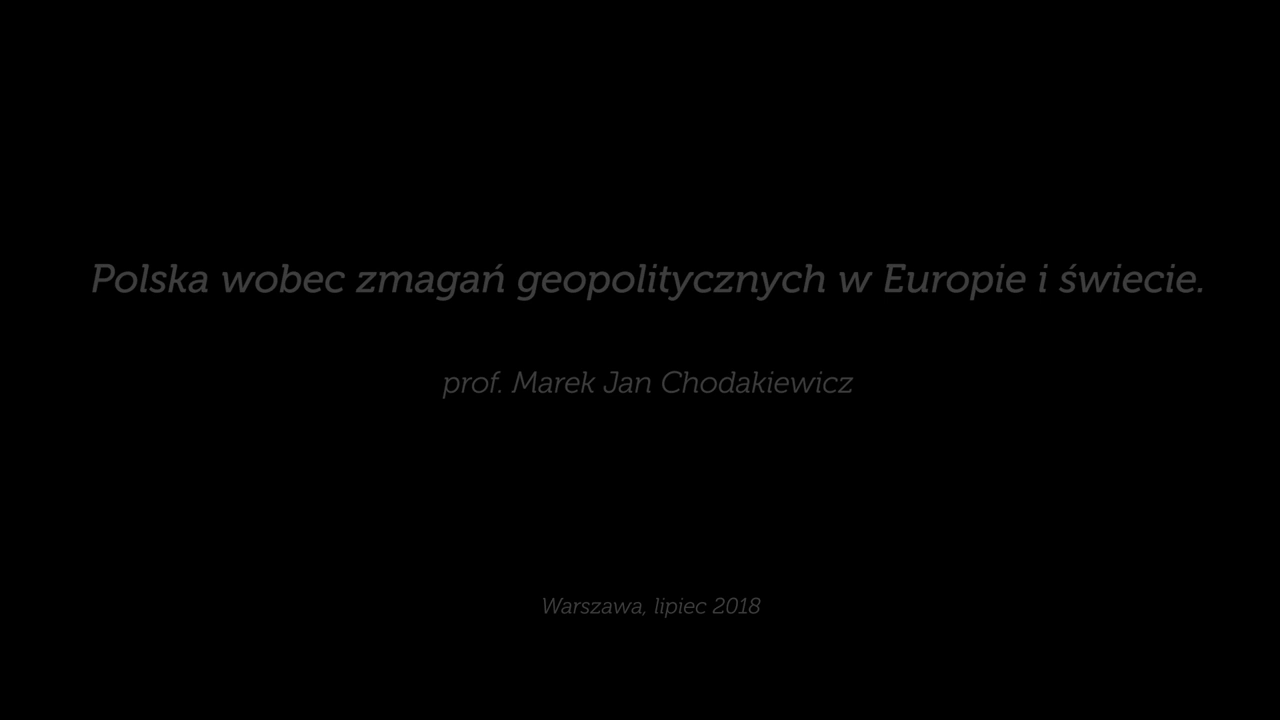 Polska wobec zmagań geopolitycznych w Europie i świecie.
prof. Marek Jan Chodakiewicz
Warszawa, lipiec 2018